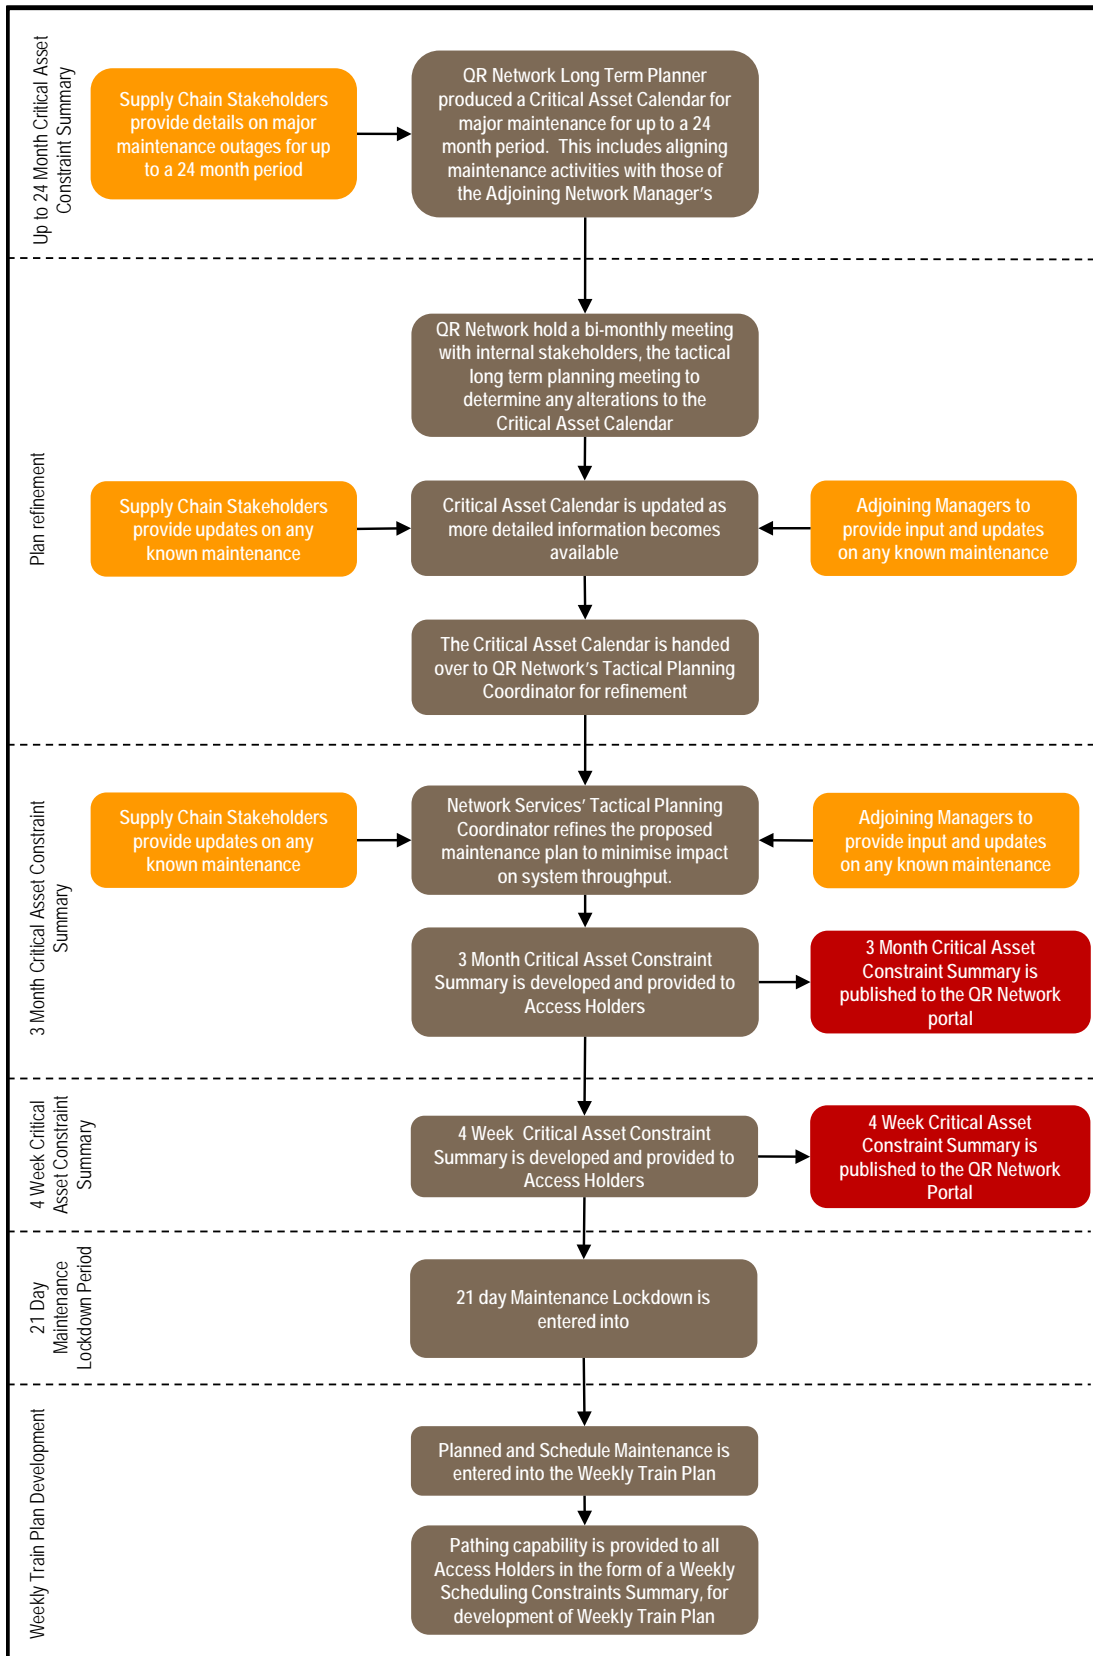 Up to 24 Month Critical Asset
Constraint Summary
Supply Chain Stakeholders
provide details on major
maintenance outages for up
to a 24 month period
QR Network Long Term Planner
produced a Critical Asset Calendar for
major maintenance for up to a 24
month period.  This includes aligning
maintenance activities with those of
the Adjoining Network Manager's
Plan refinement
QR Network hold a bi-monthly meeting
with internal stakeholders, the tactical
long term planning meeting to
determine any alterations to the
Critical Asset Calendar
Supply Chain Stakeholders
provide updates on any
known maintenance
Critical Asset Calendar is updated as
more detailed information becomes
available
Adjoining Managers to
provide input and updates
on any known maintenance
The Critical Asset Calendar is handed
over to QR Network's Tactical Planning
Coordinator for refinement
3 Month Critical Asset Constraint
Summary
Supply Chain Stakeholders
provide updates on any
known maintenance
Network Services' Tactical Planning
Coordinator refines the proposed
maintenance plan to minimise impact
on system throughput.
Adjoining Managers to
provide input and updates
on any known maintenance
3 Month Critical Asset Constraint
Summary is developed and provided to
Access Holders
3 Month Critical Asset
Constraint Summary is
published to the QR Network
portal
4 Week Critical
Asset Constraint
Summary
4 Week  Critical Asset Constraint
Summary is developed and provided to
Access Holders
4 Week Critical Asset
Constraint Summary is
published to the QR Network
Portal
21 Day
Maintenance
Lockdown Period
21 day Maintenance Lockdown is
entered into
Weekly Train Plan Development
Planned and Schedule Maintenance is
entered into the Weekly Train Plan
Pathing capability is provided to all
Access Holders in the form of a Weekly
Scheduling Constraints Summary, for
development of Weekly Train Plan